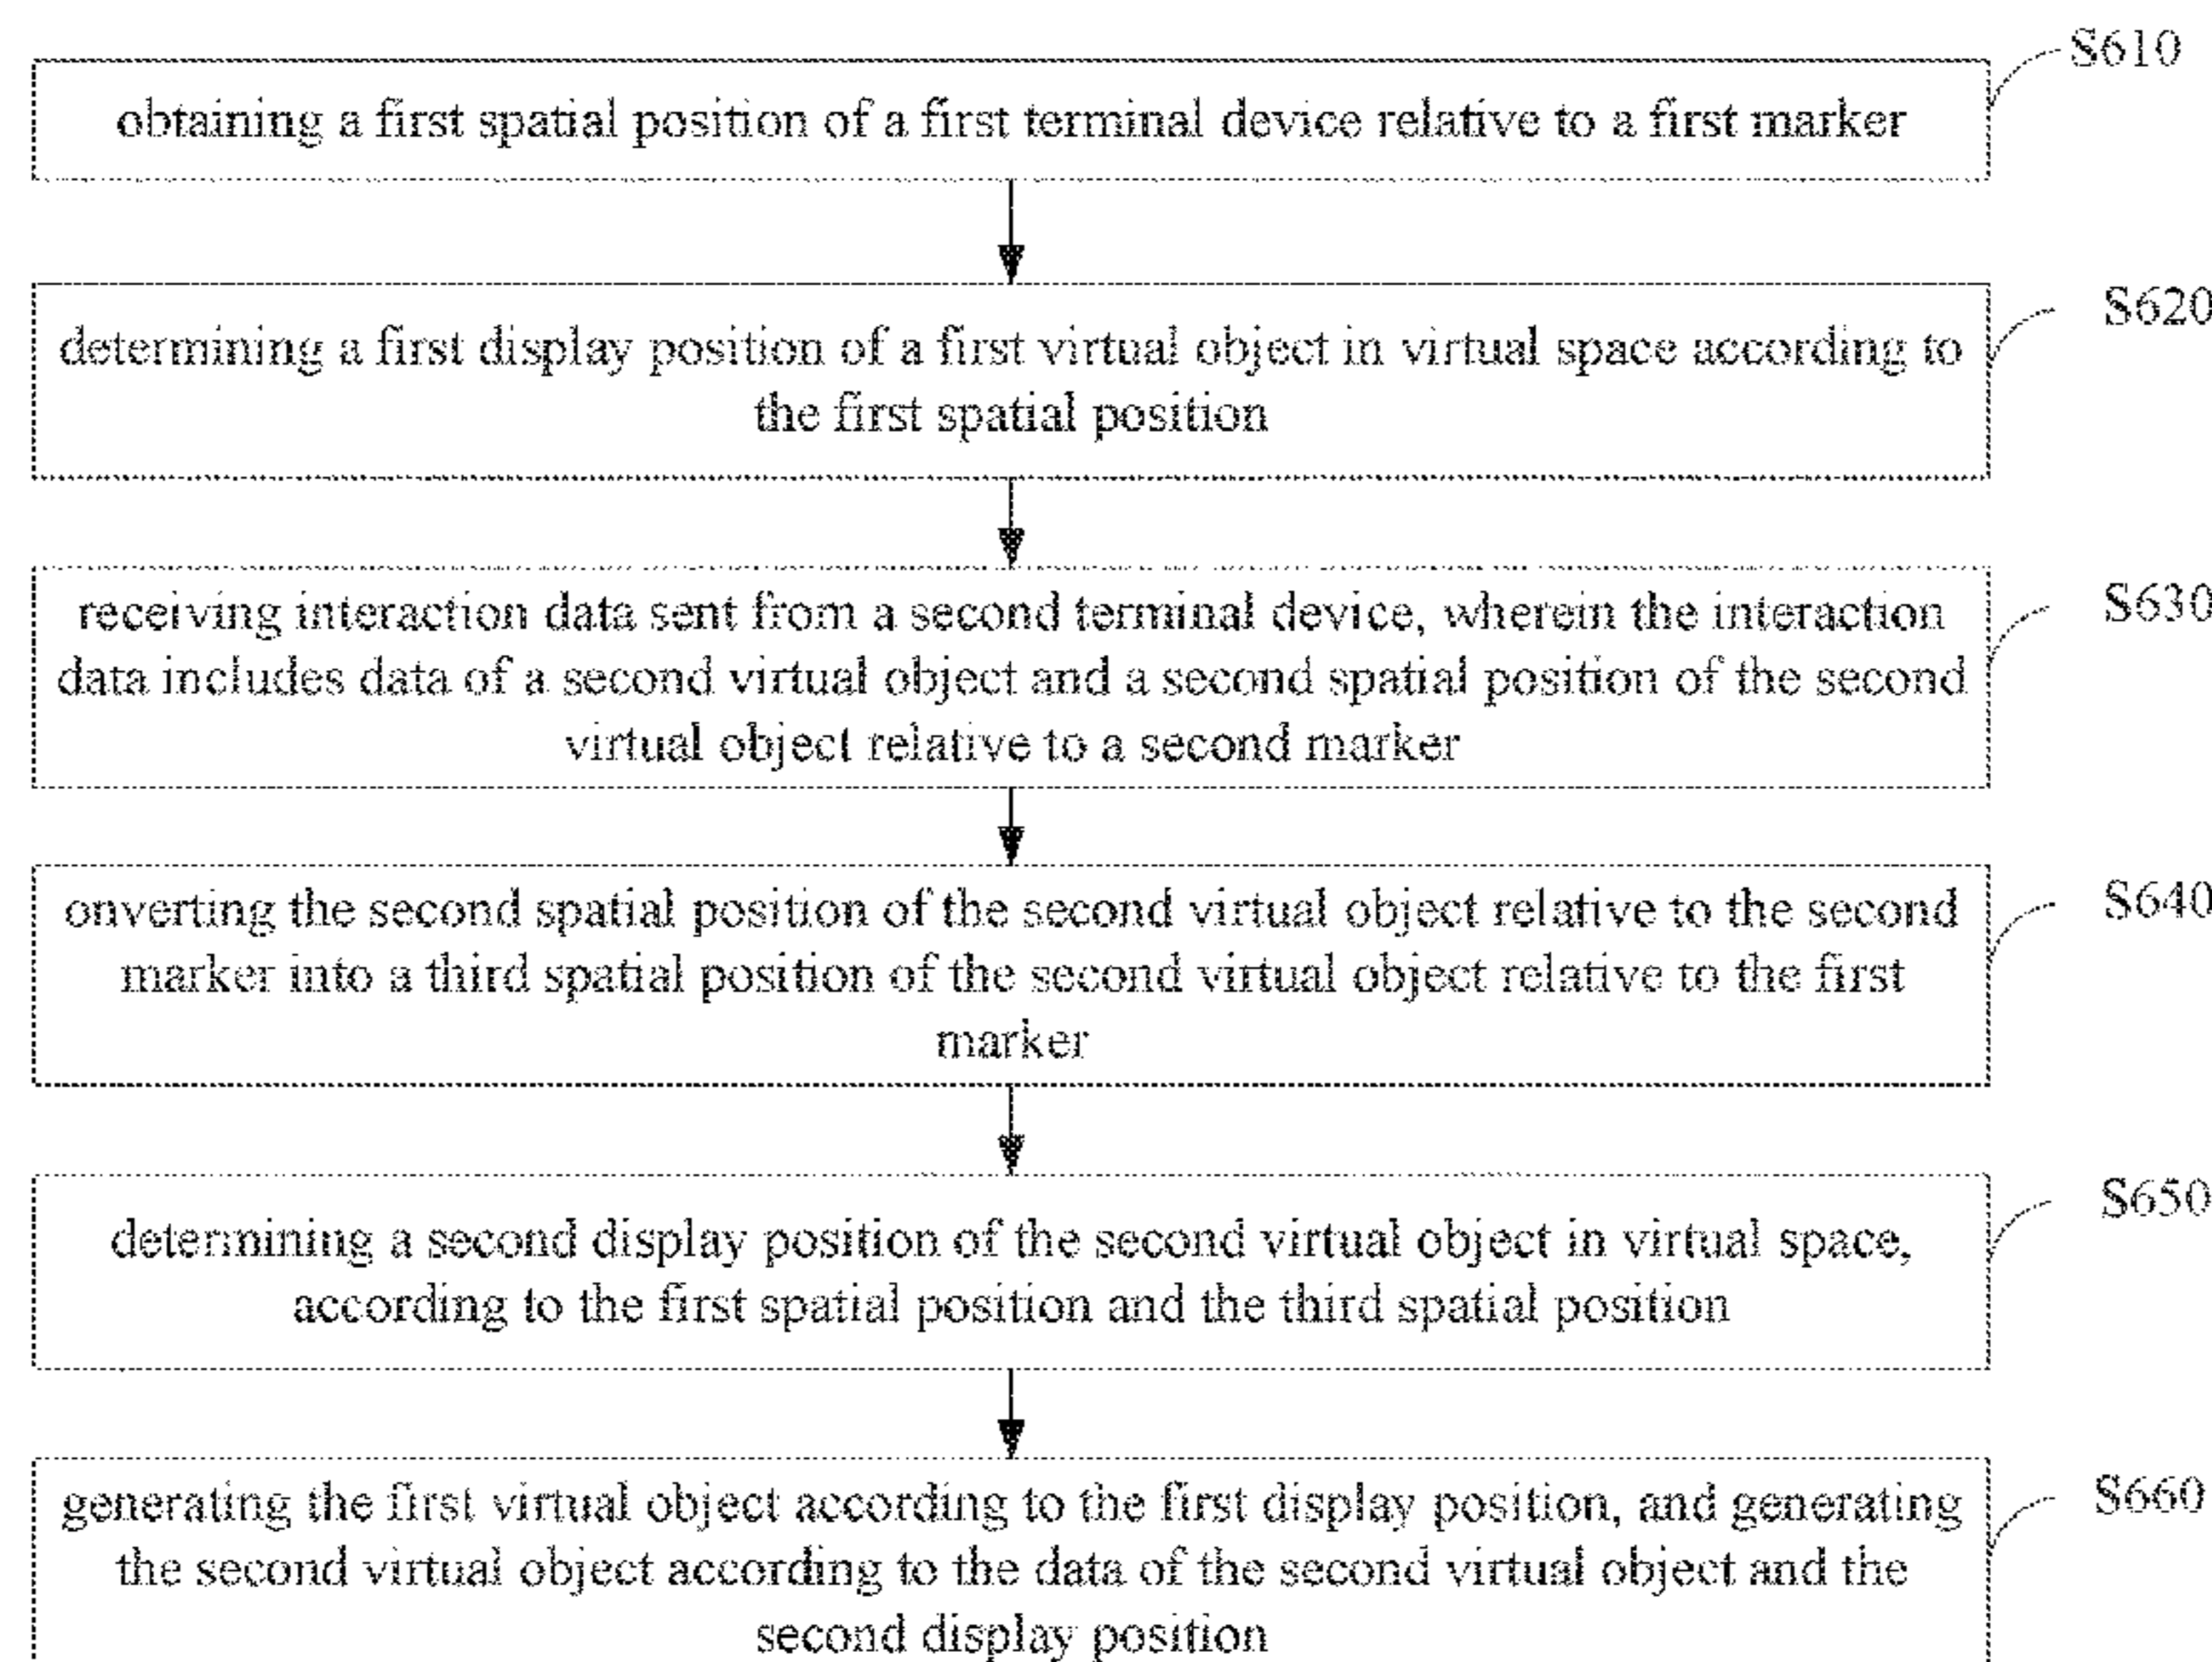 S610
obtaining a first spatial position of a first terminal device relative to a first marker
S620
determining a first display position of a first virtual object in virtual space according to
the first spatial position
S630
receiving interaction data sent from a second terminal device, wherein the interaction
data includes data of a second virtual object and a second spatial position of the second
virtual object relative to a second marker
S640
onverting the second spatial position of the second virtual object relative to the second
marker into a third spatial position of the second virtual object relative to the first
marker
S650
determining a second display position of the second virtual object in virtual space,
according to the first spatial position and the third spatial position
S660
generating the first virtual object according to the first display position, and generating
the second virtual object according to the data of the second virtual object and the
second display position